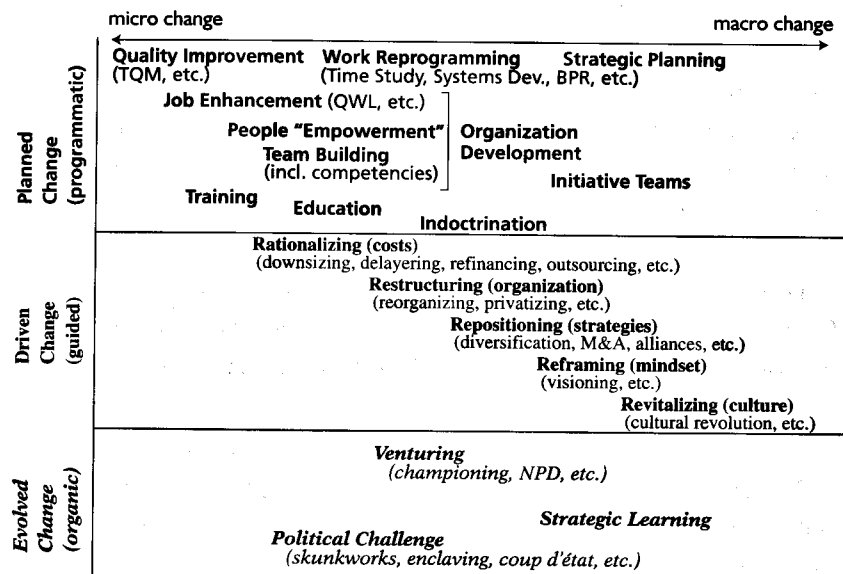 micro change
macro change
Quality Improvement
(TQM, etc.)
Work Reprogramming
(Time Study, Systems Dev., BPR, etc.)
Strategic Planning
Job Enhancement (QWL, etc.)
People "Empowerment"
Team Building
(incl. competencies)
Organization
Development
Initiative Teams
Training
Education
Indoctrination
Planned
Change
(programmatic)
Rationalizing (costs)
(downsizing, delayering, refinancing, outsourcing, etc.)
Restructuring (organization)
(reorganizing, privatizing, etc.)
Repositioning (strategies)
(diversification, M&A, alliances, etc.)
Reframing (mindset)
(visioning, etc.)
Revitalizing (culture)
(cultural revolution, etc.)
Driven
Change
(guided)
Venturing
(championing, NPD, etc.)
Strategic Learning
Political Challenge
(skunkworks, enclaving, coup d'état, etc.)
Evolved
Change
(organic)